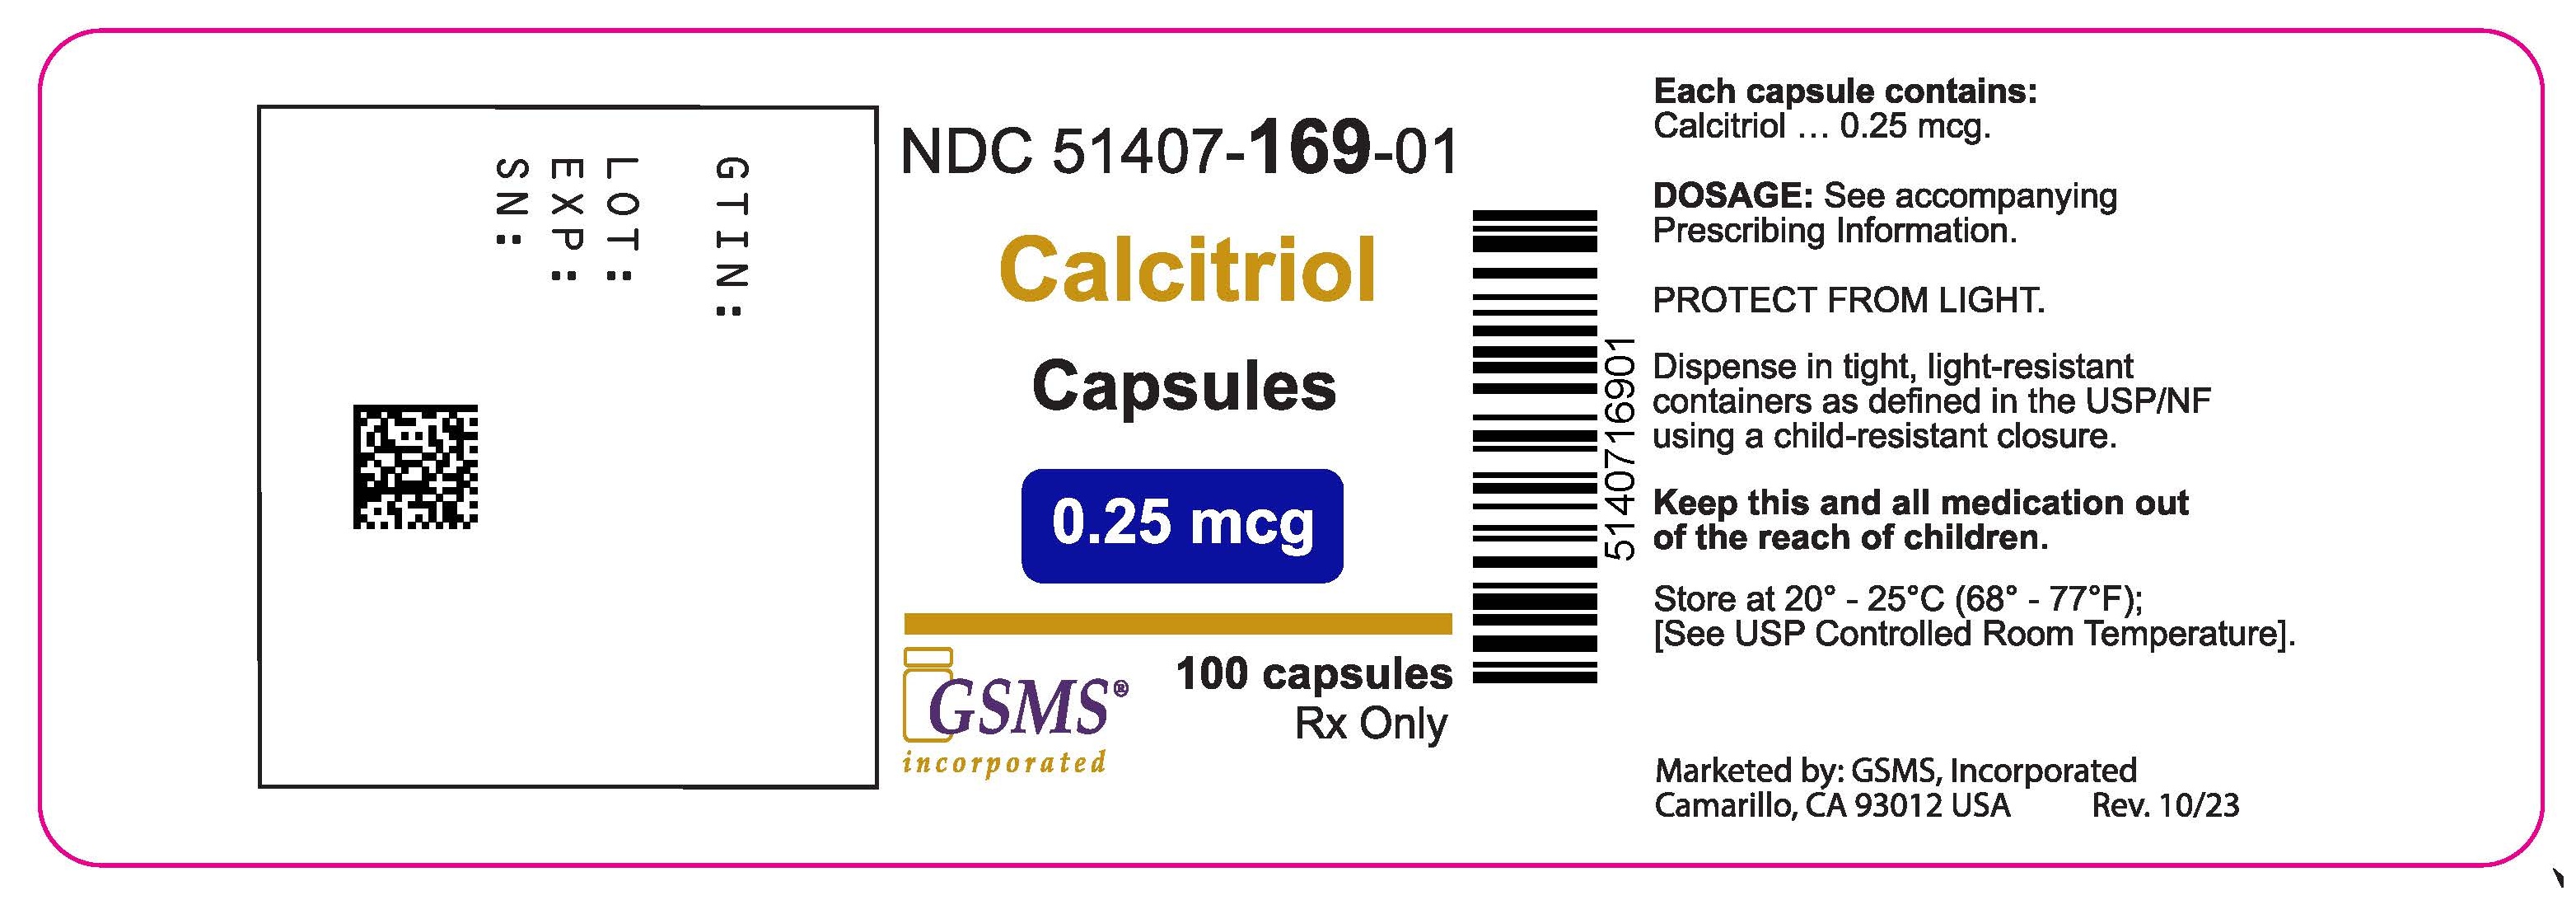 GTIN:
LOT:
EXP:
SN:
NDC 51407-169-01
Calcitriol
Capsules
0.25 mcg
GSMS®
incorporated
100 capsules
Rx Only
5140716901
Each capsule contains:
Calcitriol … 0.25 mcg.
DOSAGE: See accompanying
Prescribing Information.
PROTECT FROM LIGHT.
Dispense in tight, light-resistant
containers as defined in the USP/NF
using a child-resistant closure.
Keep this and all medication out
of the reach of children.
Store at 20° - 25°C (68° - 77°F);
[See USP Controlled Room Temperature].
Marketed by: GSMS, Incorporated
Camarillo, CA 93012 USA Rev. 10/23